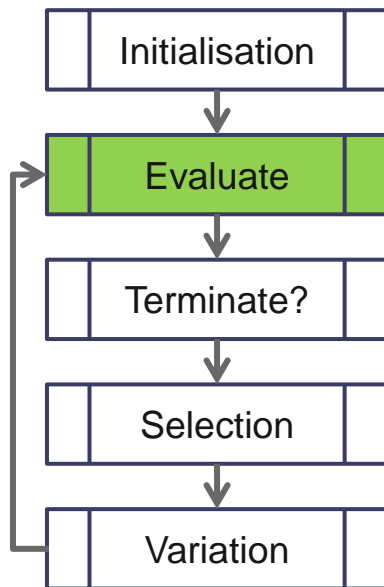 Initialisation
Evaluate
Terminate?
Selection
Variation